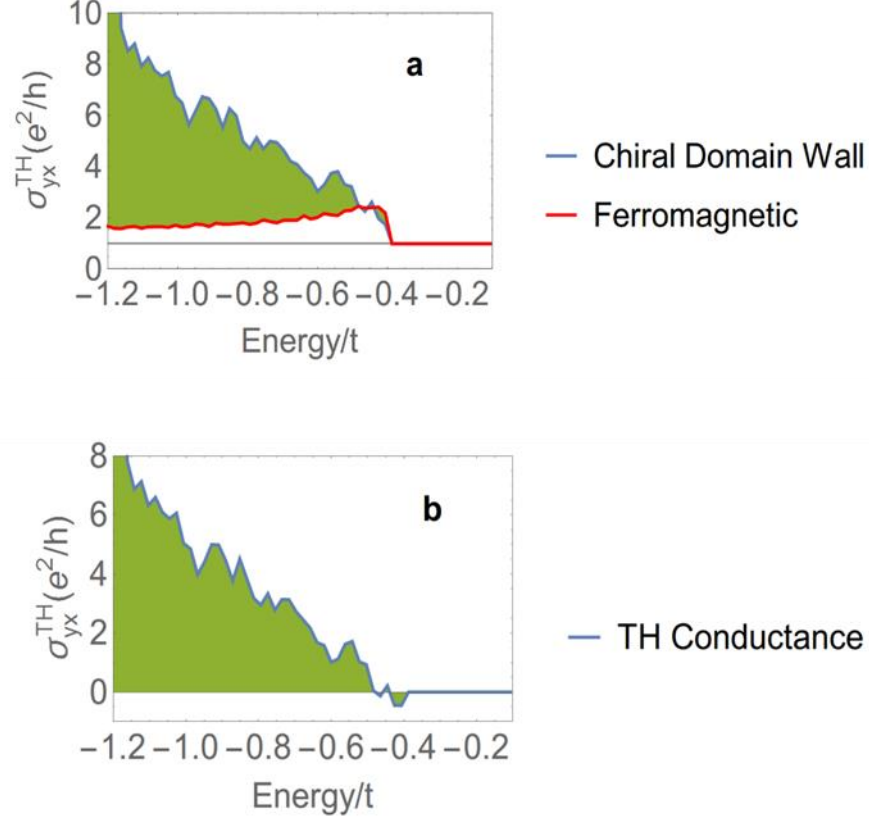 10
8
6
4
2
0
σ_yx^TH(e²/h)
a
−1.2 −1.0 −0.8 −0.6 −0.4 −0.2
Energy/t
Chiral Domain Wall
Ferromagnetic
8
6
4
2
0
σ_yx^TH(e²/h)
b
−1.2 −1.0 −0.8 −0.6 −0.4 −0.2
Energy/t
TH Conductance